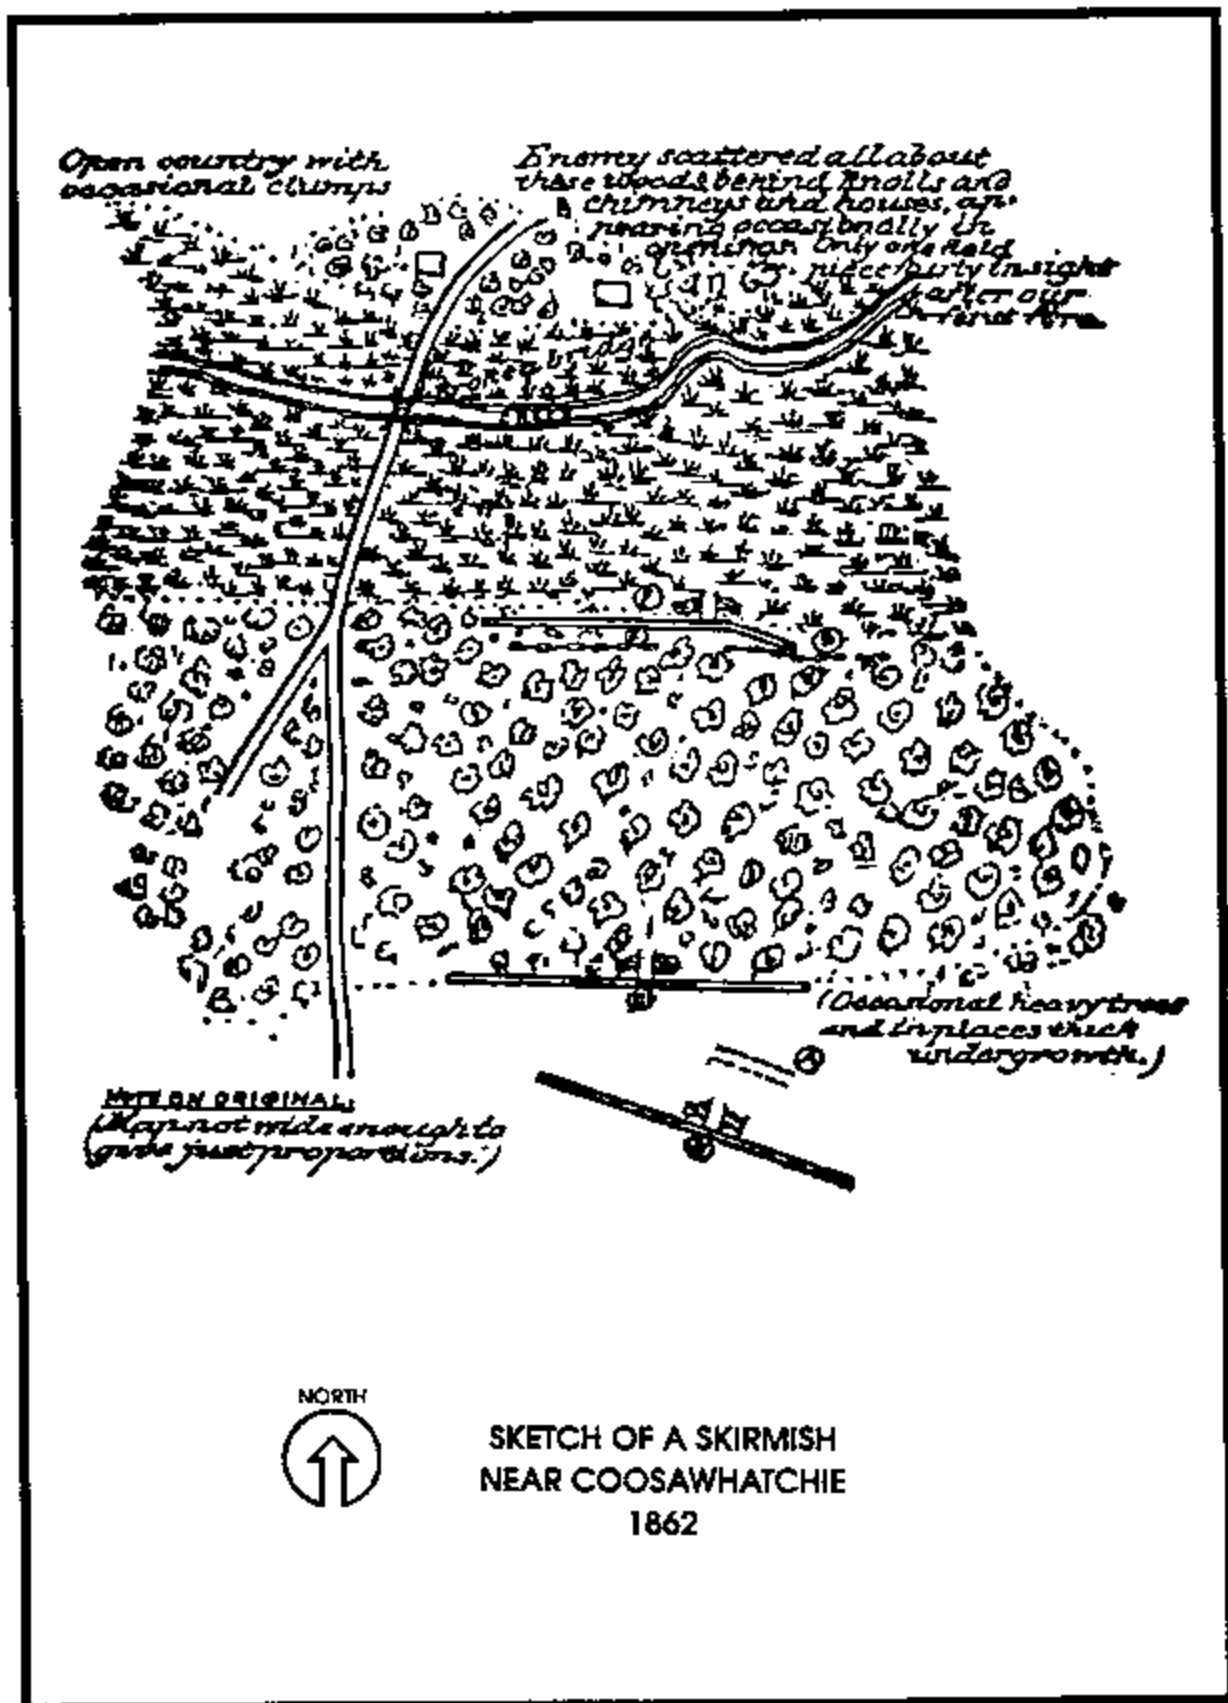 Open country with
occasional clumps
Enemy scattered all about
these woods, behind knolls and
chimneys and houses, ap-
pearing occasionally in
openings. Only one field
piece fairly in sight
after our
first fire.
bridge
(Occasional heavy trees
and in places thick
undergrowth.)
NOTE ON ORIGINAL:
(Map not wide enough to
give just proportions.)
NORTH
SKETCH OF A SKIRMISH
NEAR COOSAWHATCHIE
1862